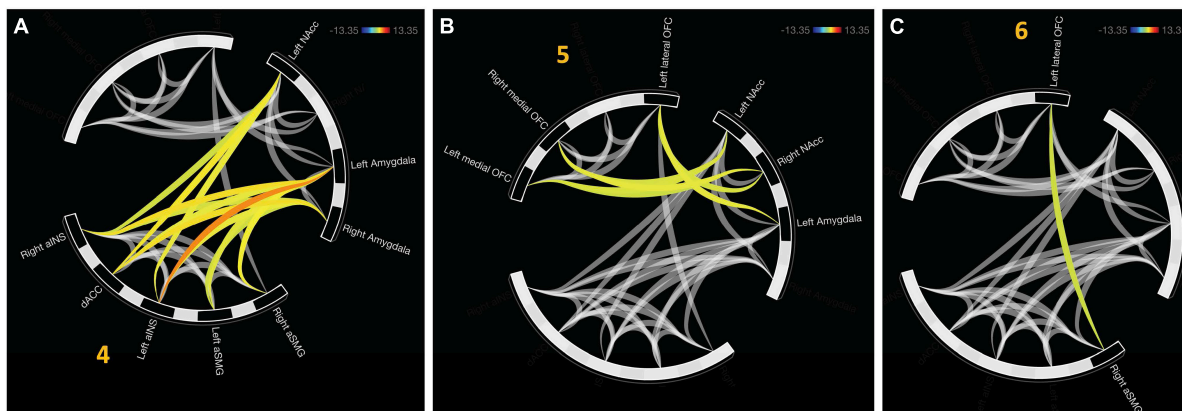 A
-13.35 13.35
Left NAcc
Left Amygdala
Right Amygdala
Right aSMG
Left aSMG
Left aINS
dACC
Right aINS
4
B
5
-13.35 13.35
Left lateral OFC
Right medial OFC
Left medial OFC
Left NAcc
Right NAcc
Left Amygdala
C
6
-13.35 13.35
Left lateral OFC
Right aSMG